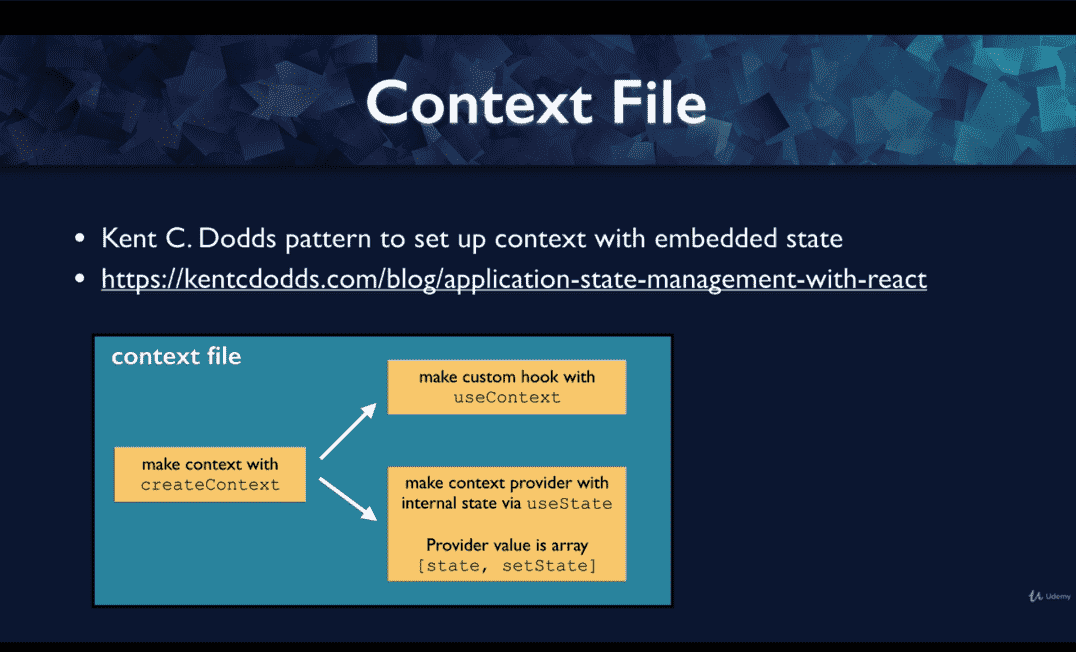 Context File
• Kent C. Dodds pattern to set up context with embedded state
• https://kentcdodds.com/blog/application-state-management-with-react
context file
make context with
createContext
make custom hook with
useContext
make context provider with
internal state via useState
Provider value is array
[state, setState]
Udemy